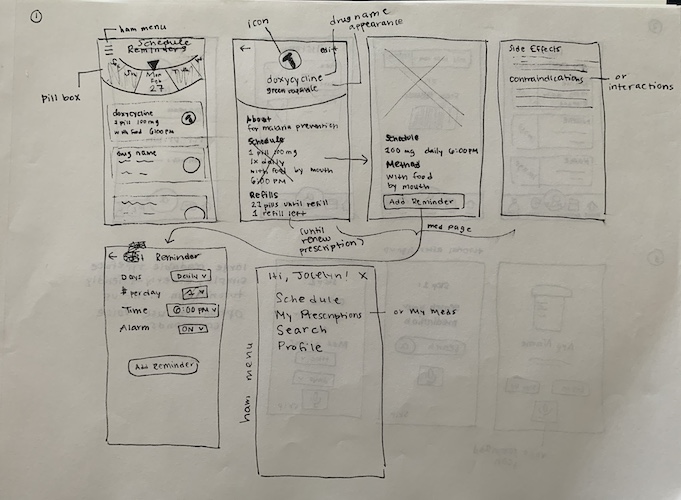 1
ham menu
icon
drug name
appearance
Schedule
Reminders
Sat
Sun
Mon
Feb
27
pill box
doxycycline
1 pill 100mg
with food 6:00PM
drug name
edit
doxycycline
green capsule
About
for malaria prevention
Schedule
1 pill 100mg
1x daily
with food by mouth
6:00 PM
Refills
27 pills until refill
1 refill left
(until
renew
prescription)
Schedule
100 mg daily 6:00PM
Method
with food
by mouth
Add Reminder
Side Effects
Contraindications
or
interactions
med page
Reminder
Days
Daily v
# per day
1 v
Time
6:00 PM v
Alarm
ON v
Add Reminder
ham menu
Hi, Jocelyn! X
Schedule
My Prescriptions
Search
Profile
or My Meds